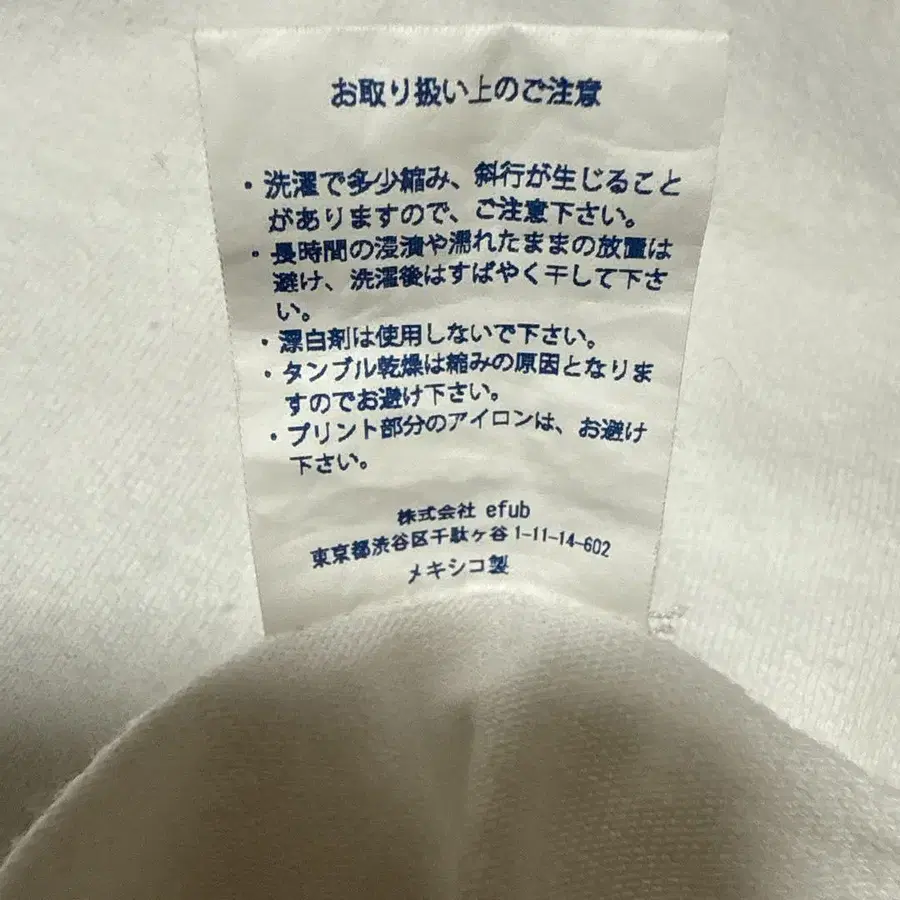 お取り扱い上のご注意
・洗濯で多少縮み、斜行が生じること
がありますので、ご注意下さい。
・長時間の浸漬や濡れたままの放置は
避け、洗濯後はすばやく干して下さ
い。
・漂白剤は使用しないで下さい。
・タンブル乾燥は縮みの原因となりま
すのでお避け下さい。
・プリント部分のアイロンは、お避け
下さい。
株式会社 efub
東京都渋谷区千駄ヶ谷 1-11-14-602
メキシコ製